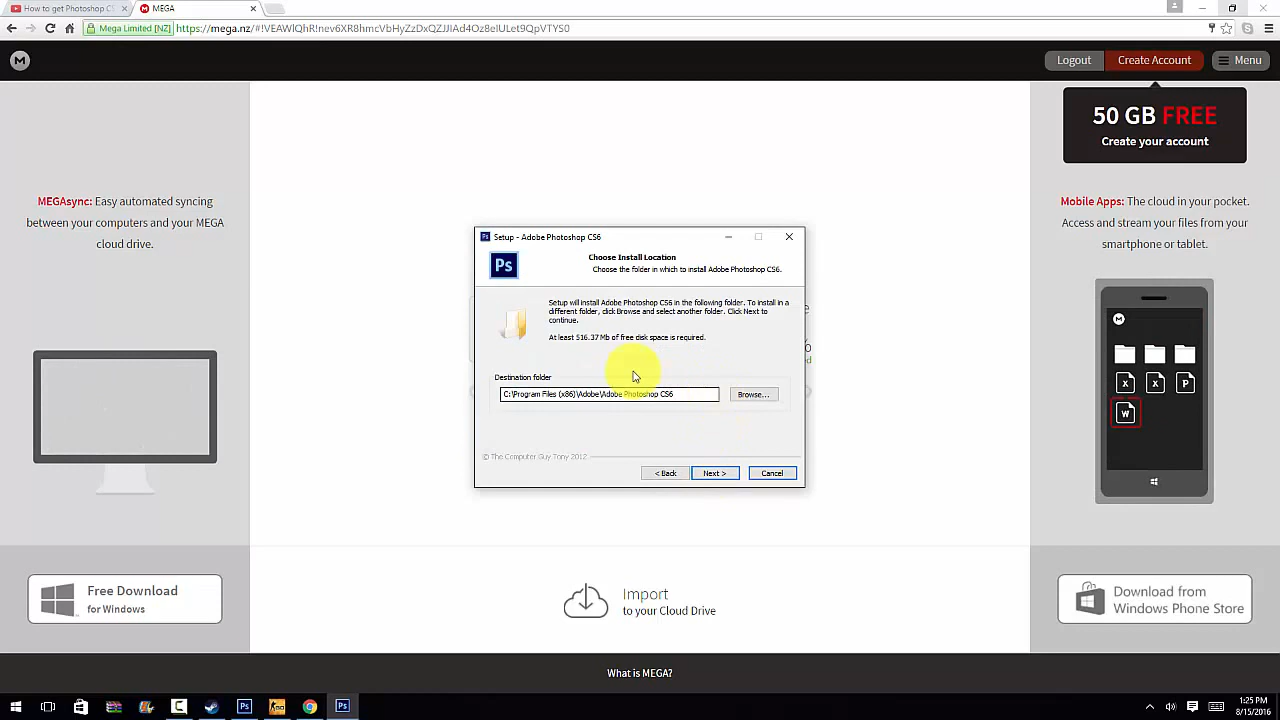 How to get Photoshop C
MEGA
Mega Limited [NZ]
https://mega.nz/#!VEAWlQhR!nev6XR8hmcVbHyZzDxQZJJIAd4Oz8elULet9QpVTYS0
M
Logout
Create Account
Menu
50 GB FREE
Create your account
MEGAsync: Easy automated syncing
between your computers and your MEGA
cloud drive.
Mobile Apps: The cloud in your pocket.
Access and stream your files from your
smartphone or tablet.
Ps
Setup - Adobe Photoshop CS6
Ps
Choose Install Location
Choose the folder in which to install Adobe Photoshop CS6.
Setup will install Adobe Photoshop CS6 in the following folder. To install in a
different folder, click Browse and select another folder. Click Next to
continue.
At least 516.37 Mb of free disk space is required.
Destination folder
C:\Program Files (x86)\Adobe\Adobe Photoshop CS6
Browse...
© The Computer Guy Tony 2012
< Back
Next >
Cancel
M
X
X
P
W
Free Download
for Windows
Import
to your Cloud Drive
Download from
Windows Phone Store
What is MEGA?
Ps
Ps
1:25 PM
8/15/2016